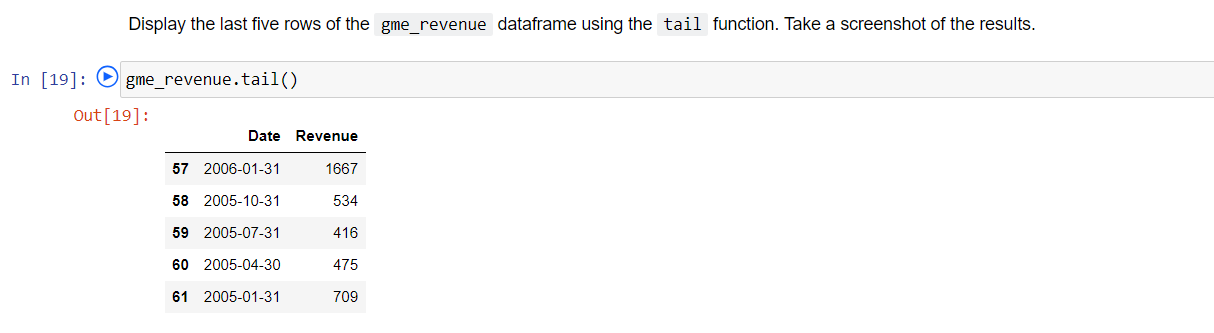 Display the last five rows of the gme_revenue dataframe using the tail function. Take a screenshot of the results.
In [19]: gme_revenue.tail()
Out[19]:
Date Revenue
57 2006-01-31 1667
58 2005-10-31 534
59 2005-07-31 416
60 2005-04-30 475
61 2005-01-31 709